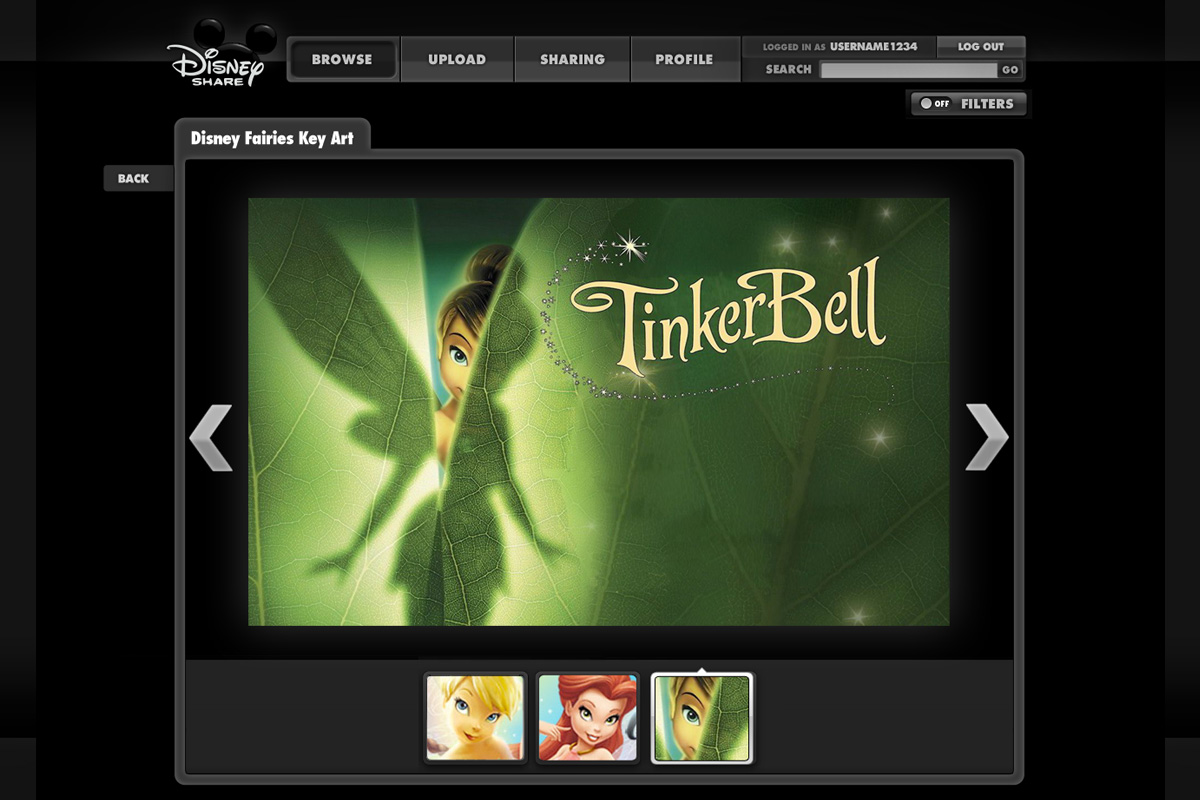 Disney
SHARE
BROWSE
UPLOAD
SHARING
PROFILE
LOGGED IN AS USERNAME1234
LOG OUT
SEARCH
GO
OFF
FILTERS
Disney Fairies Key Art
BACK
TinkerBell